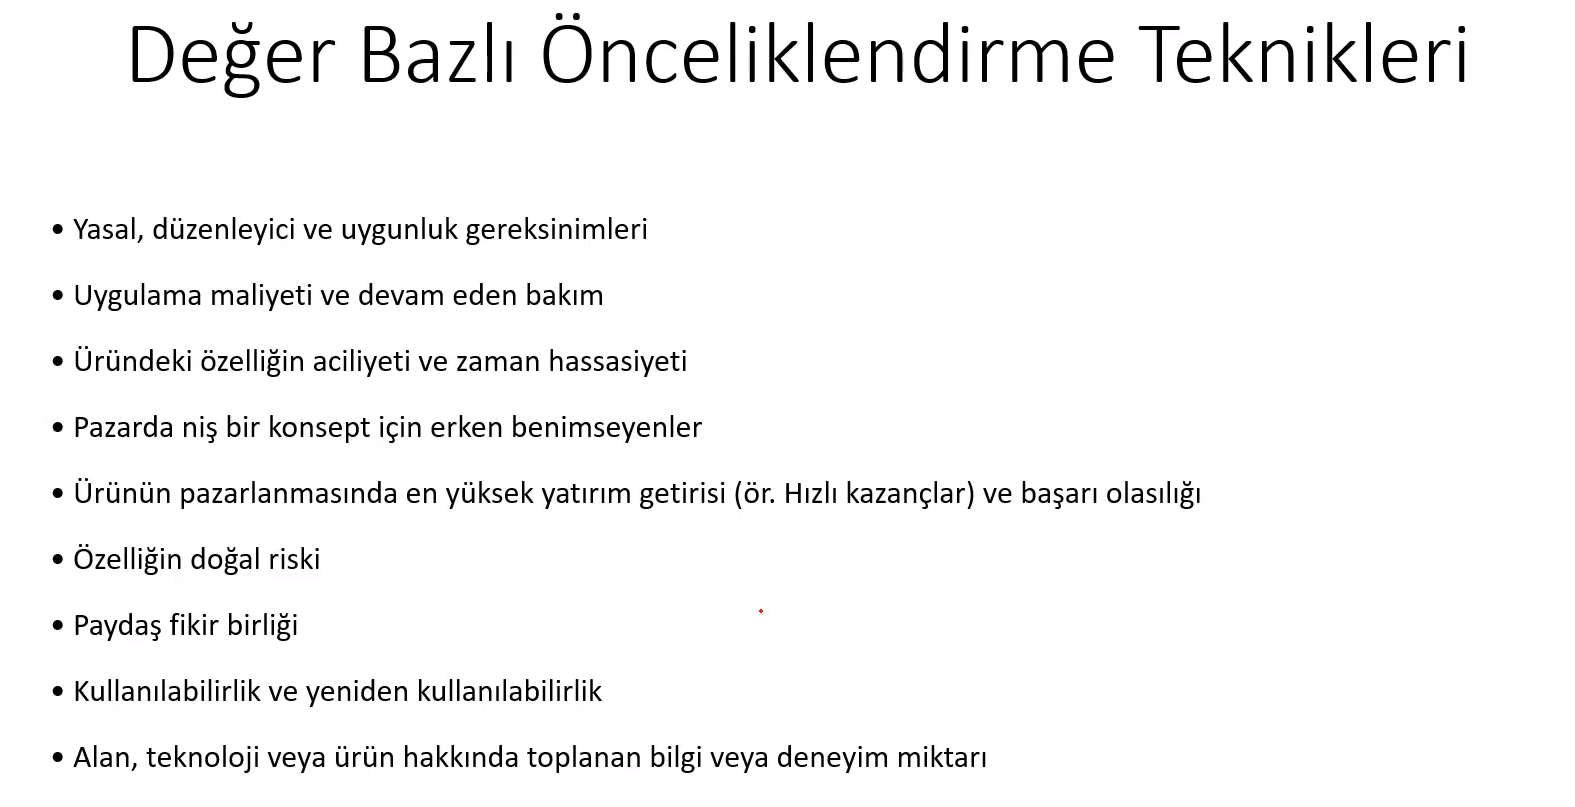 Değer Bazlı Önceliklendirme Teknikleri
• Yasal, düzenleyici ve uygunluk gereksinimleri
• Uygulama maliyeti ve devam eden bakım
• Üründeki özelliğin aciliyeti ve zaman hassasiyeti
• Pazarda niş bir konsept için erken benimseyenler
• Ürünün pazarlanmasında en yüksek yatırım getirisi (ör. Hızlı kazançlar) ve başarı olasılığı
• Özelliğin doğal riski
• Paydaş fikir birliği
• Kullanılabilirlik ve yeniden kullanılabilirlik
• Alan, teknoloji veya ürün hakkında toplanan bilgi veya deneyim miktarı